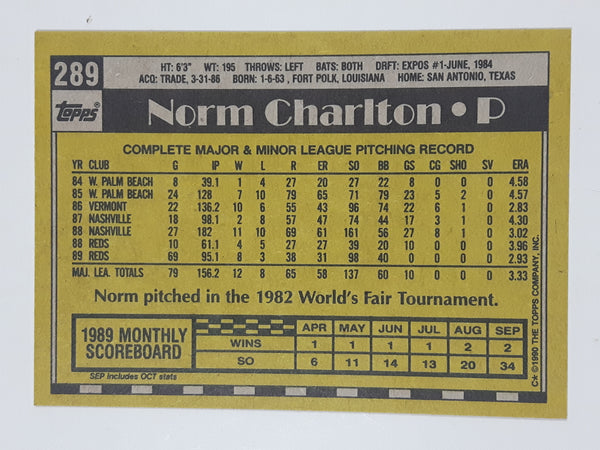 289
HT: 6'3" WT: 195 THROWS: LEFT BATS: BOTH DRFT: EXPOS #1-JUNE, 1984
ACQ: TRADE, 3-31-86 BORN: 1-6-63, FORT POLK, LOUISIANA HOME: SAN ANTONIO, TEXAS
Topps
Norm Charlton • P
COMPLETE MAJOR & MINOR LEAGUE PITCHING RECORD
YR CLUB G IP W L R ER SO BB GS CG SHO SV ERA
84 W. PALM BEACH 8 39.1 1 4 27 20 27 22 8 0 0 0 4.58
85 W. PALM BEACH 24 128 7 10 79 65 71 79 23 5 2 0 4.57
86 VERMONT 22 136.2 10 6 55 43 96 74 22 6 1 0 2.83
87 NASHVILLE 18 98.1 2 8 57 47 74 44 17 3 1 0 4.30
88 NASHVILLE 27 182 11 10 69 61 161 56 27 8 1 0 3.02
88 REDS 10 61.1 4 5 27 27 39 20 10 0 0 0 3.96
89 REDS 69 95.1 8 3 38 31 98 40 0 0 0 0 2.93
MAJ. LEA. TOTALS 79 156.2 12 8 65 58 137 60 10 0 0 0 3.33
Norm pitched in the 1982 World's Fair Tournament.
1989 MONTHLY
SCOREBOARD
APR MAY JUN JUL AUG SEP
WINS 1 1 1 1 2 2
SO 6 11 14 13 20 34
SEP includes OCT stats
C* ©1990 THE TOPPS COMPANY, INC.